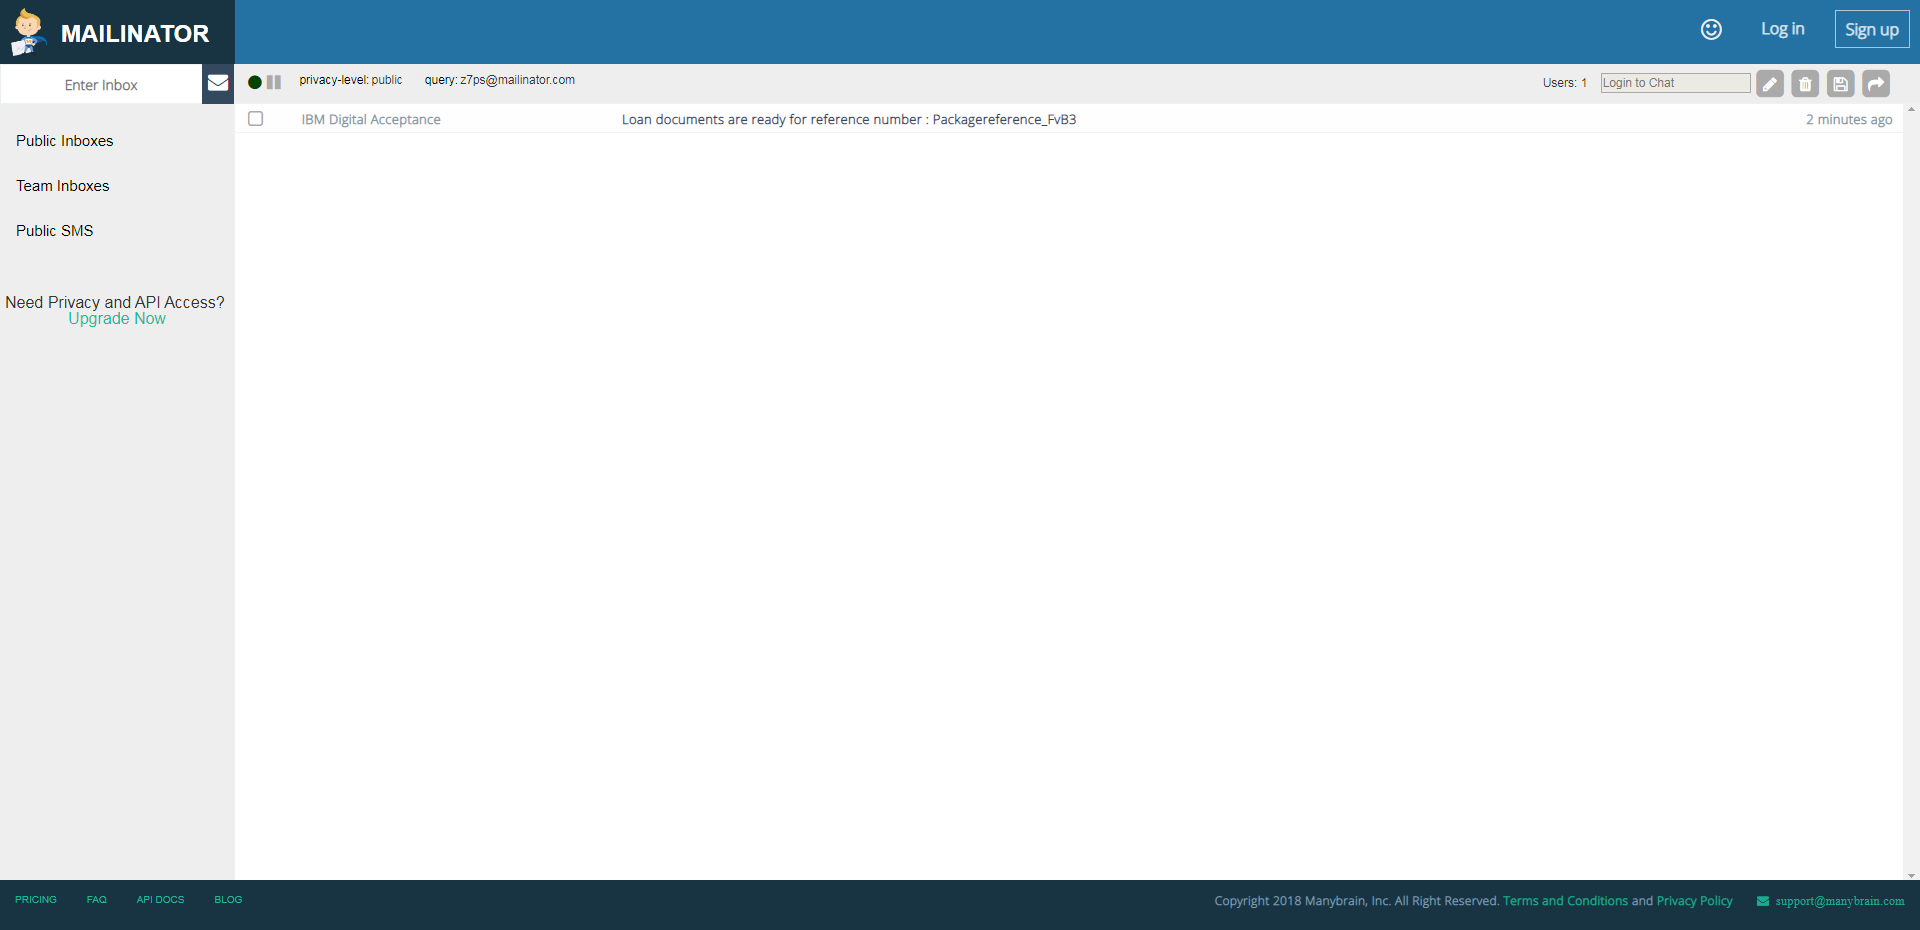 MAILINATOR
Log in
Sign up
Enter Inbox
privacy-level: public
query: z7ps@mailinator.com
Users: 1
Login to Chat
Public Inboxes
Team Inboxes
Public SMS
Need Privacy and API Access?
Upgrade Now
IBM Digital Acceptance
Loan documents are ready for reference number : Packagereference_FvB3
2 minutes ago
PRICING
FAQ
API DOCS
BLOG
Copyright 2018 Manybrain, Inc. All Right Reserved. Terms and Conditions and Privacy Policy
support@manybrain.com